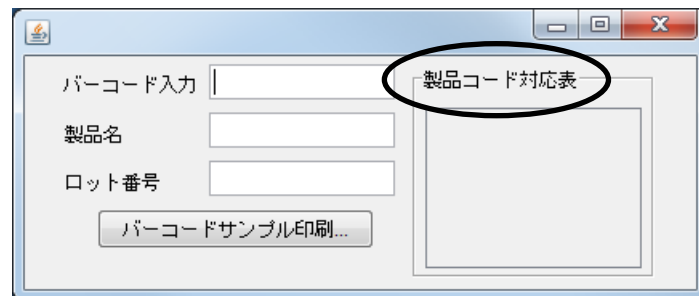 バーコード入力
製品コード対応表
製品名
ロット番号
バーコードサンプル印刷...